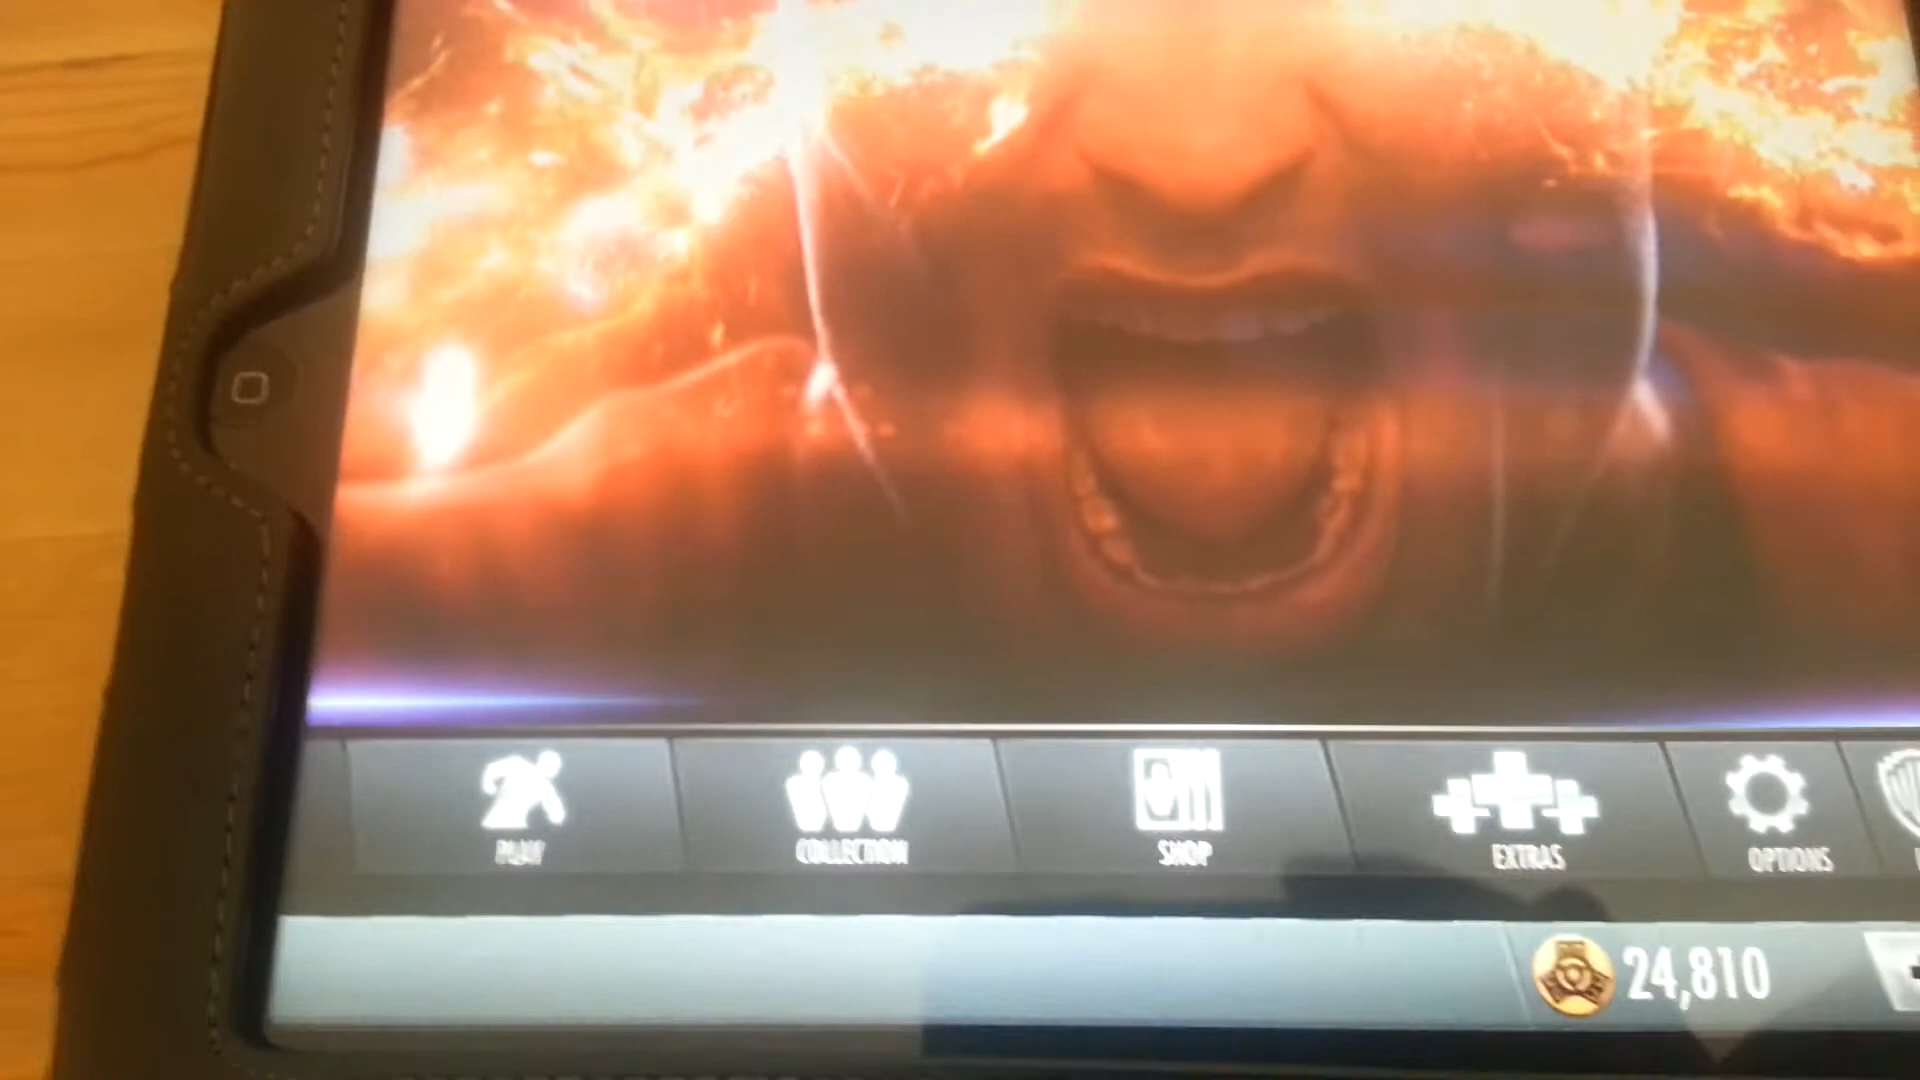 PLAY
COLLECTION
SHOP
EXTRAS
OPTIONS
24,810